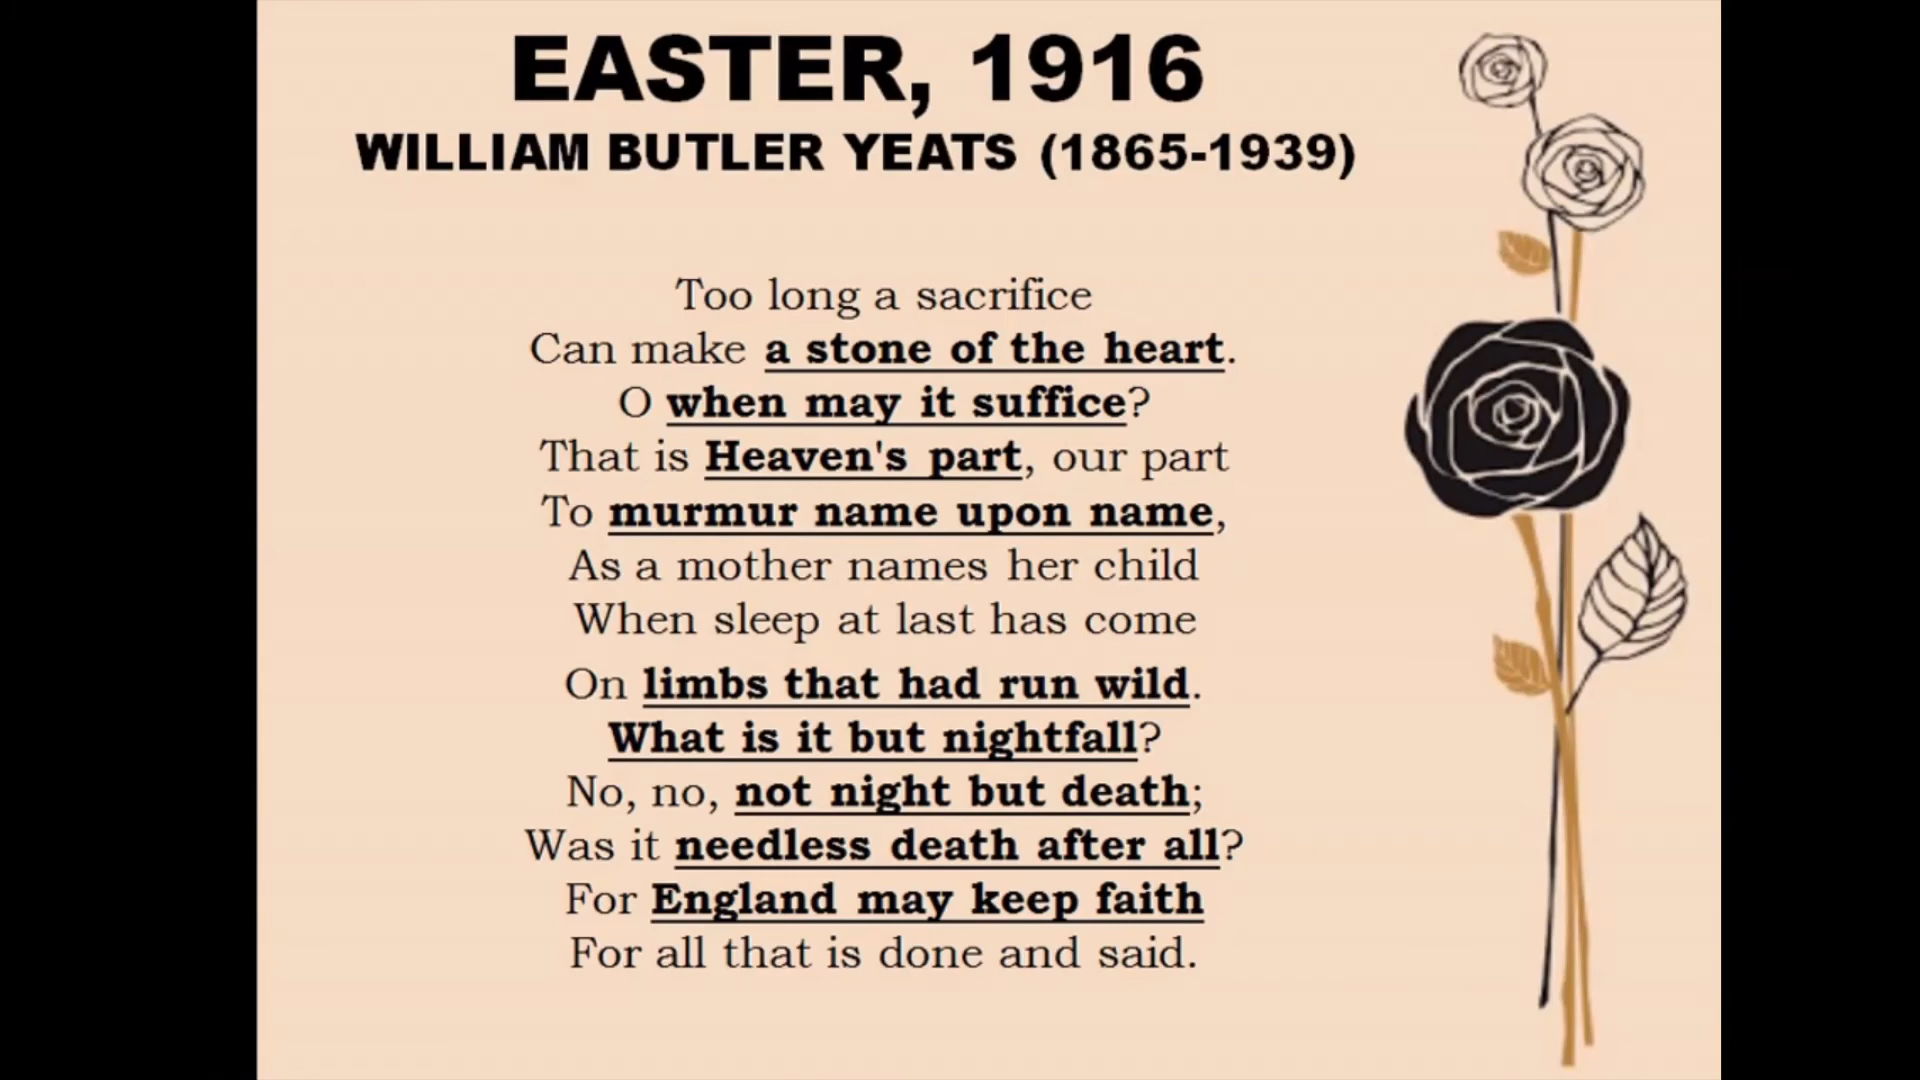 EASTER, 1916
WILLIAM BUTLER YEATS (1865-1939)
Too long a sacrifice
Can make a stone of the heart.
O when may it suffice?
That is Heaven's part, our part
To murmur name upon name,
As a mother names her child
When sleep at last has come
On limbs that had run wild.
What is it but nightfall?
No, no, not night but death;
Was it needless death after all?
For England may keep faith
For all that is done and said.